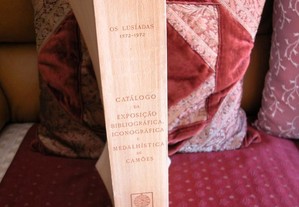 OS LUSÍADAS
1572-1972
CATÁLOGO
DA
EXPOSIÇÃO
BIBLIOGRÁFICA,
ICONOGRÁFICA
E
MEDALHÍSTICA
DE
CAMÕES